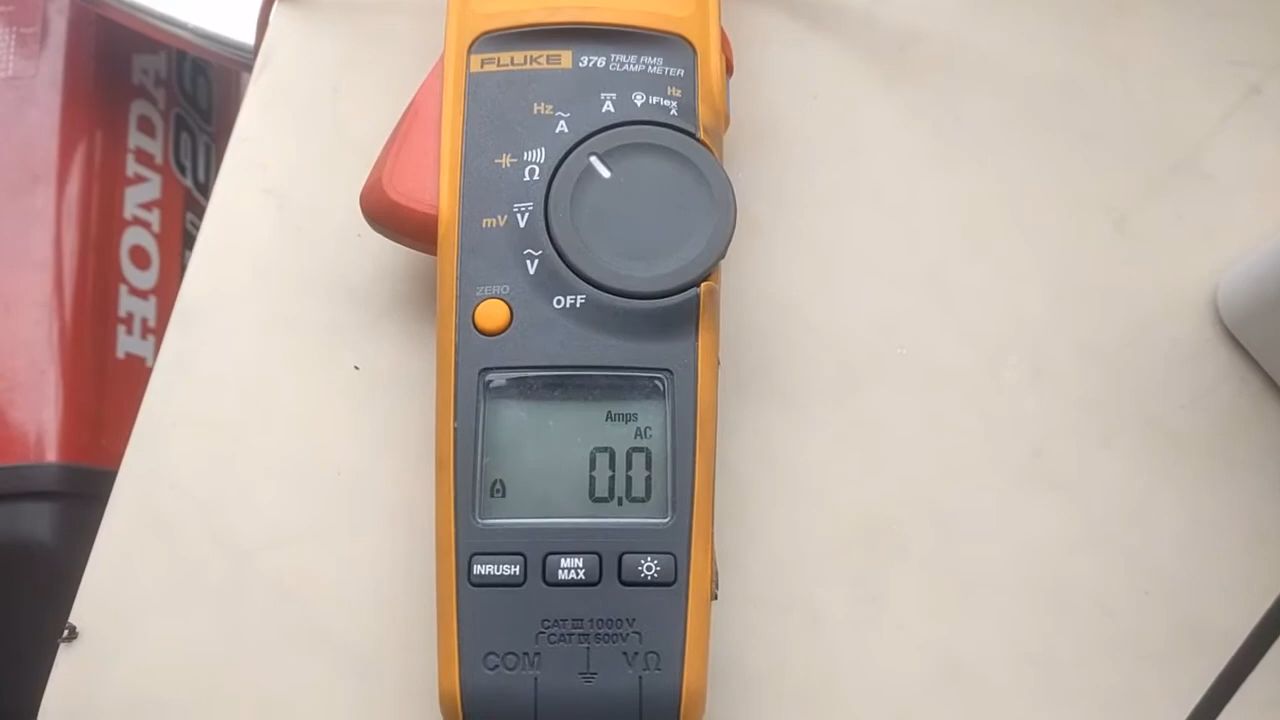 HONDA
FLUKE 376 TRUE RMS
CLAMP METER
Hz
A
A
iFlex
Hz
A
Ω
mV V
V
OFF
ZERO
Amps
AC
0.0
INRUSH
MIN
MAX
CAT III 1000 V
CAT IV 600V
COM
VΩ